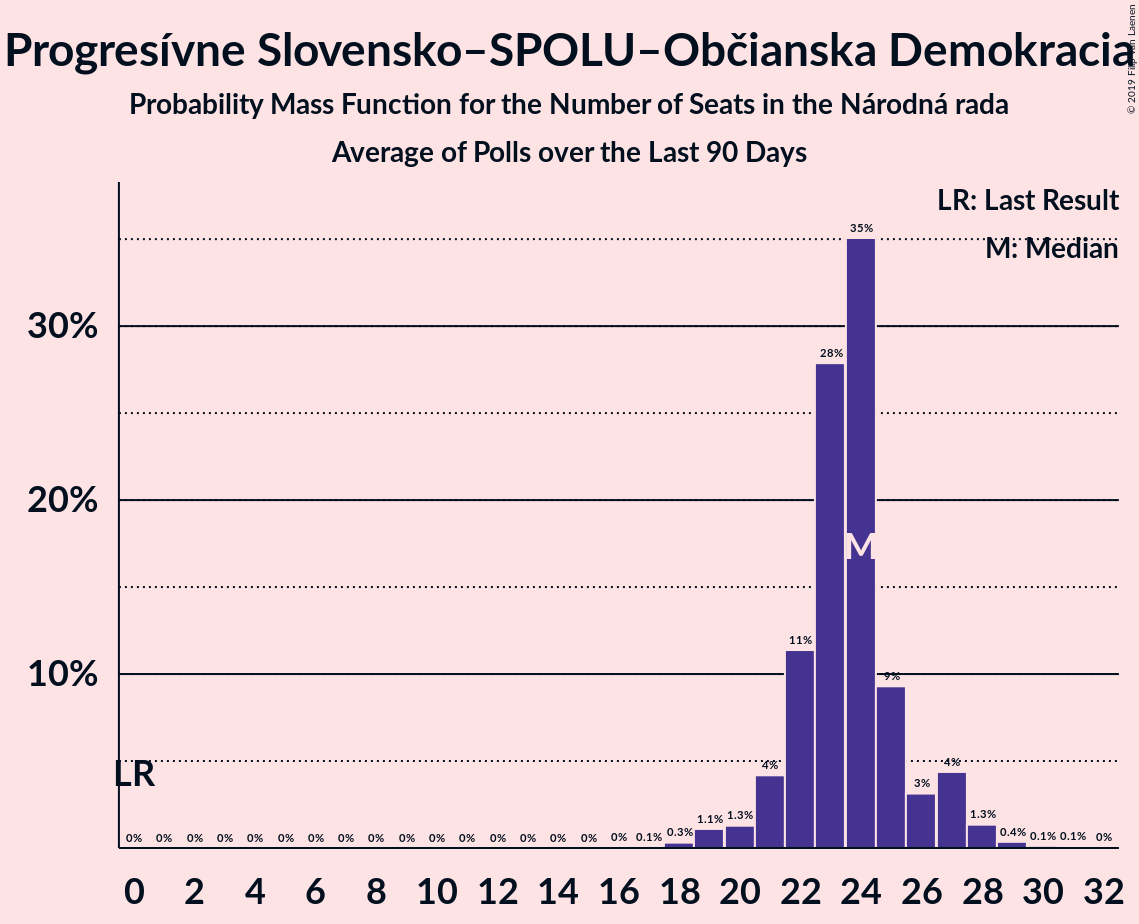 Progresívne Slovensko–SPOLU–Občianska Demokracia
Probability Mass Function for the Number of Seats in the Národná rada
Average of Polls over the Last 90 Days
© 2019 Filip van Laenen
LR: Last Result
M: Median
35%
30%
28%
20%
M
11%
10%
9%
LR
4%
4%
3%
0% 0% 0% 0% 0% 0% 0% 0% 0% 0% 0% 0% 0% 0% 0% 0% 0% 0.1% 0.3% 1.1% 1.3% 1.3% 0.4% 0.1% 0.1% 0%
0 2 4 6 8 10 12 14 16 18 20 22 24 26 28 30 32